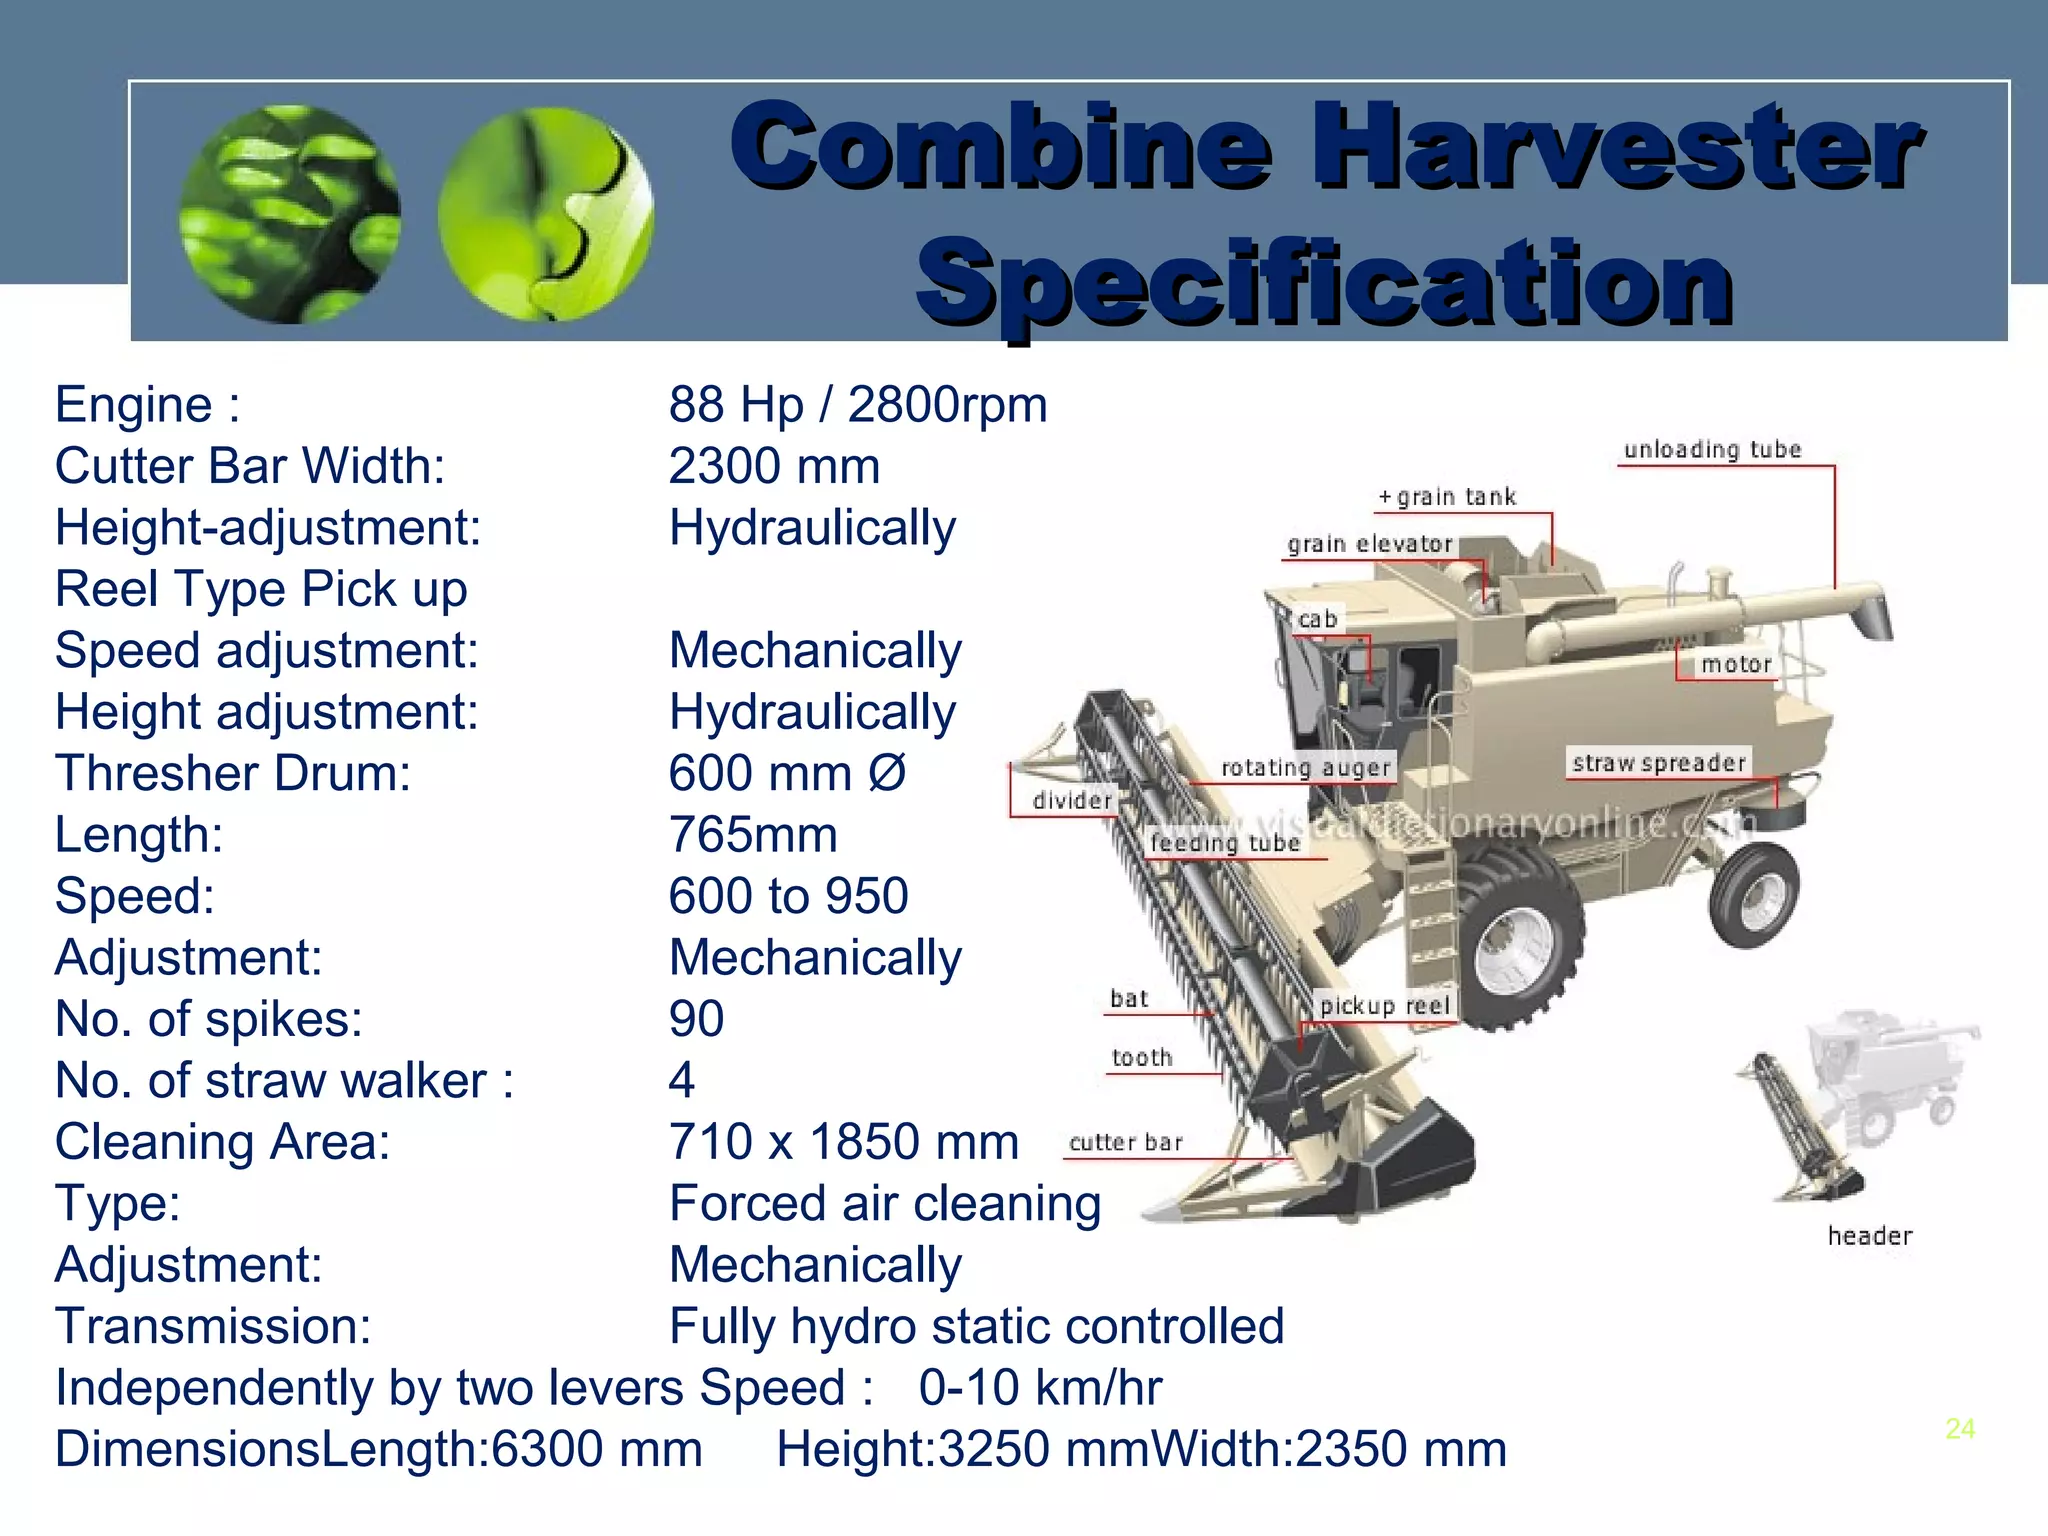 Combine Harvester
Specification
Engine : 88 Hp / 2800rpm
Cutter Bar Width: 2300 mm
Height-adjustment: Hydraulically
Reel Type Pick up
Speed adjustment: Mechanically
Height adjustment: Hydraulically
Thresher Drum: 600 mm Ø
Length: 765mm
Speed: 600 to 950
Adjustment: Mechanically
No. of spikes: 90
No. of straw walker : 4
Cleaning Area: 710 x 1850 mm
Type: Forced air cleaning
Adjustment: Mechanically
Transmission: Fully hydro static controlled
Independently by two levers Speed : 0-10 km/hr
DimensionsLength:6300 mm Height:3250 mmWidth:2350 mm
unloading tube
+ grain tank
grain elevator
cab
motor
rotating auger
straw spreader
divider
www.visualdictionaryonline.com
feeding tube
bat
pickup reel
tooth
cutter bar
header
24